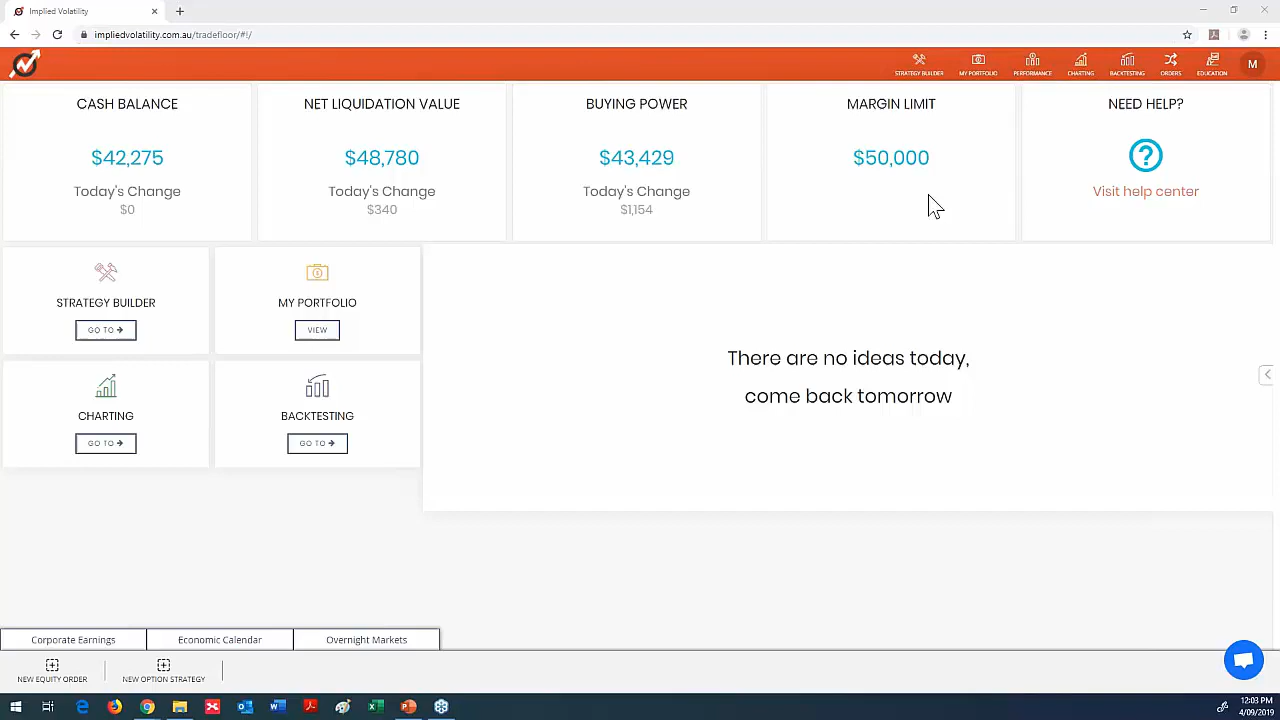 Implied Volatility
impliedvolatility.com.au/tradefloor/#!/
STRATEGY BUILDER
MY PORTFOLIO
PERFORMANCE
CHARTING
BACKTESTING
ORDERS
EDUCATION
M
CASH BALANCE
$42,275
Today's Change
$0
NET LIQUIDATION VALUE
$48,780
Today's Change
$340
BUYING POWER
$43,429
Today's Change
$1,154
MARGIN LIMIT
$50,000
NEED HELP?
?
Visit help center
STRATEGY BUILDER
GO TO
MY PORTFOLIO
VIEW
CHARTING
GO TO
BACKTESTING
GO TO
There are no ideas today,
come back tomorrow
Corporate Earnings
Economic Calendar
Overnight Markets
NEW EQUITY ORDER
NEW OPTION STRATEGY
12:03 PM
4/09/2019